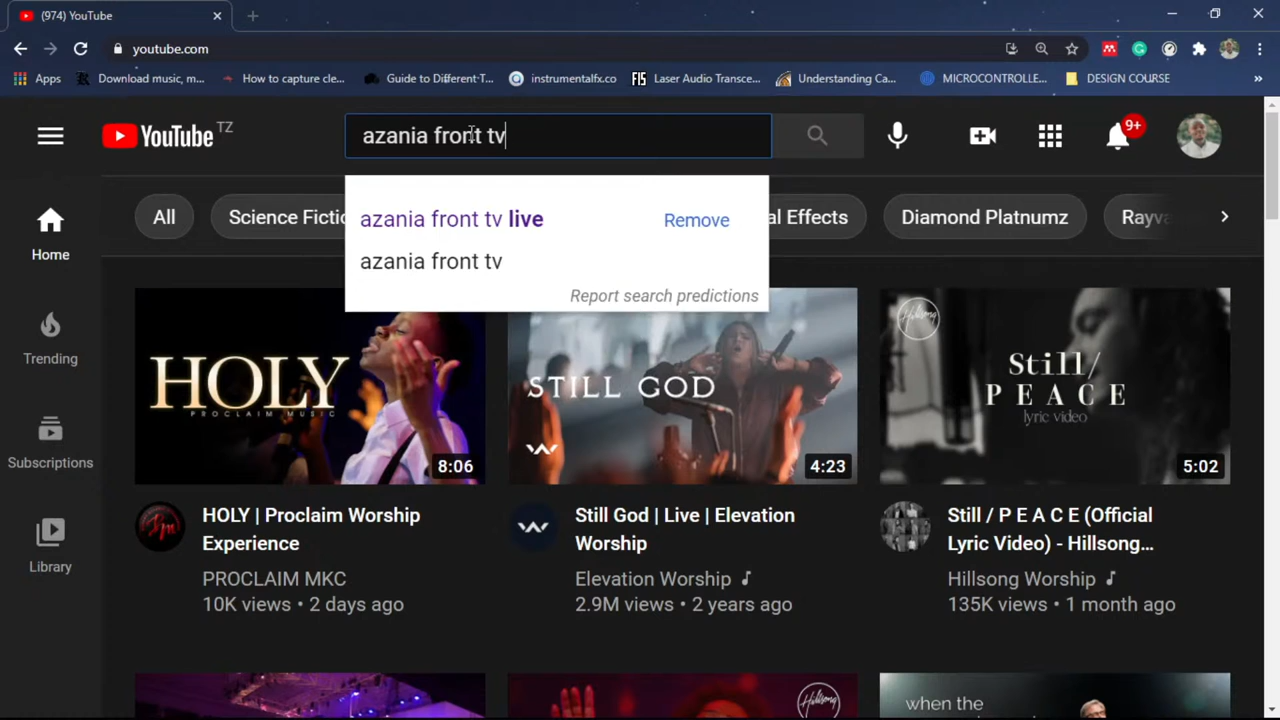 (974) YouTube
youtube.com
Apps
Download music, m...
How to capture cle...
Guide to Different T...
instrumentalfx.co
FIS
Laser Audio Transce...
Understanding Ca...
MICROCONTROLLE...
DESIGN COURSE
YouTube TZ
azania front tv
9+
azania front tv live
Remove
azania front tv
Report search predictions
All
Science Fictio
al Effects
Diamond Platnumz
Rayva
Home
Trending
Subscriptions
Library
HOLY
PROCLAIM MUSIC
8:06
STILL GOD
4:23
Hillsong
Still/
PEACE
lyric video
5:02
HOLY | Proclaim Worship
Experience
PROCLAIM MKC
10K views • 2 days ago
Still God | Live | Elevation
Worship
Elevation Worship
2.9M views • 2 years ago
Still / P E A C E (Official
Lyric Video) - Hillsong...
Hillsong Worship
135K views • 1 month ago
Hillsong
when the